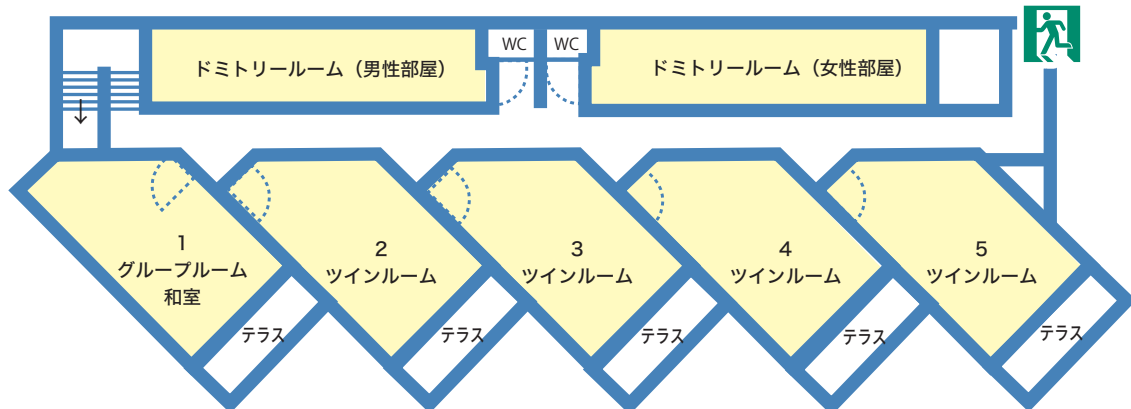 ドミトリールーム（男性部屋）
WC
WC
ドミトリールーム（女性部屋）
↓
1
グループルーム
和室
2
ツインルーム
3
ツインルーム
4
ツインルーム
5
ツインルーム
テラス
テラス
テラス
テラス
テラス